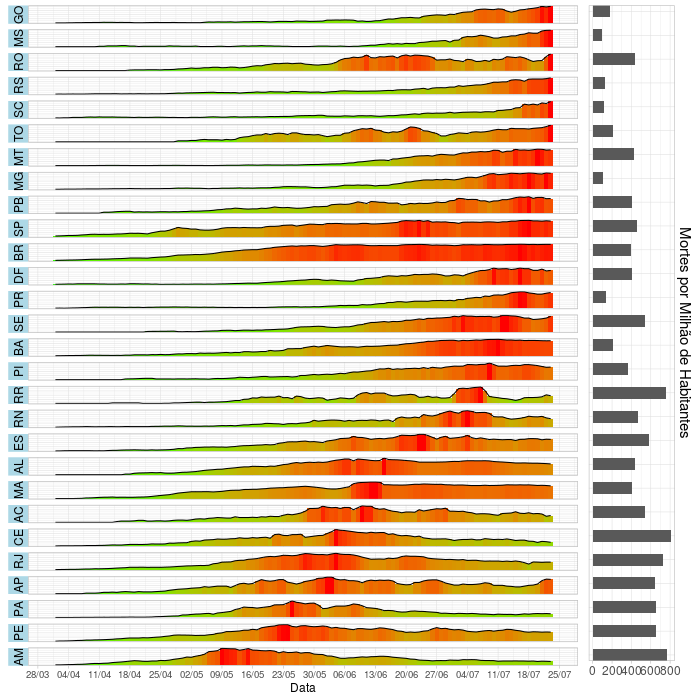 GO
MS
RO
RS
SC
TO
MT
MG
PB
SP
BR
DF
PR
SE
BA
PI
RR
RN
ES
AL
MA
AC
CE
RJ
AP
PA
PE
AM
28/03 04/04 11/04 18/04 25/04 02/05 09/05 16/05 23/05 30/05 06/06 13/06 20/06 27/06 04/07 11/07 18/07 25/07
Data
0 200 400 600 800
Mortes por Milhão de Habitantes